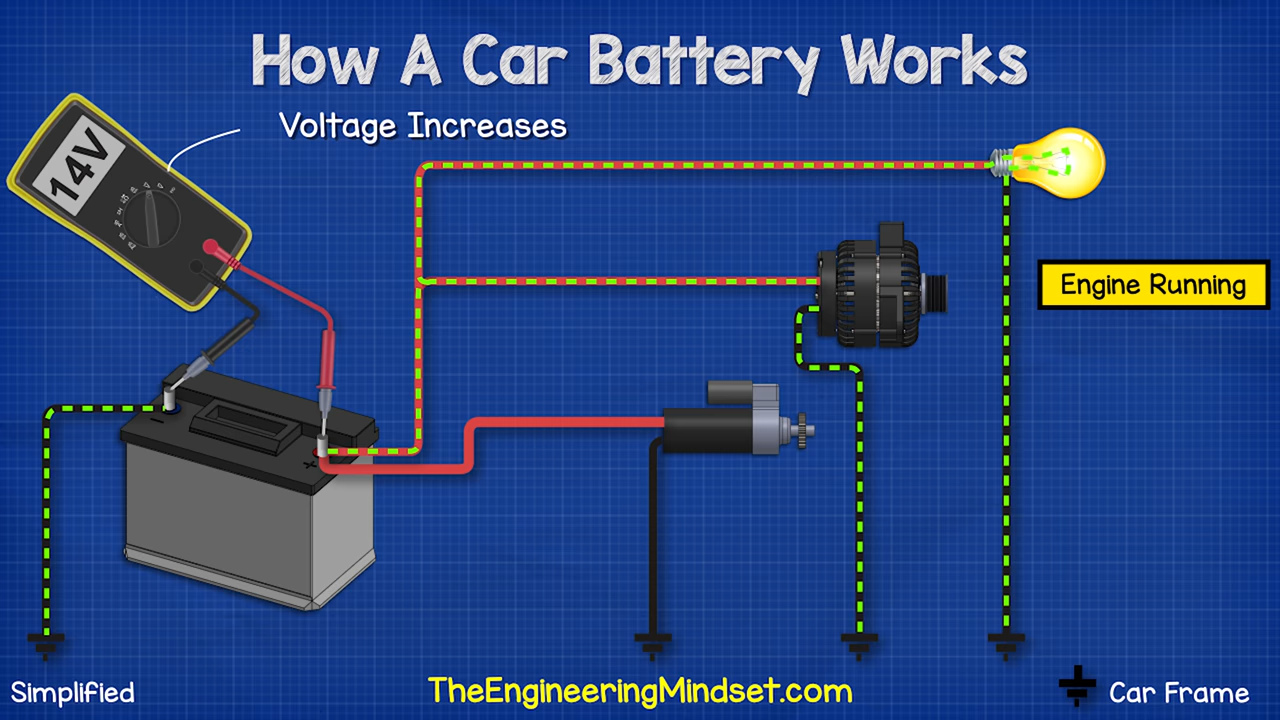 How A Car Battery Works
Voltage Increases
14V
Engine Running
−
+
Simplified
TheEngineeringMindset.com
Car Frame